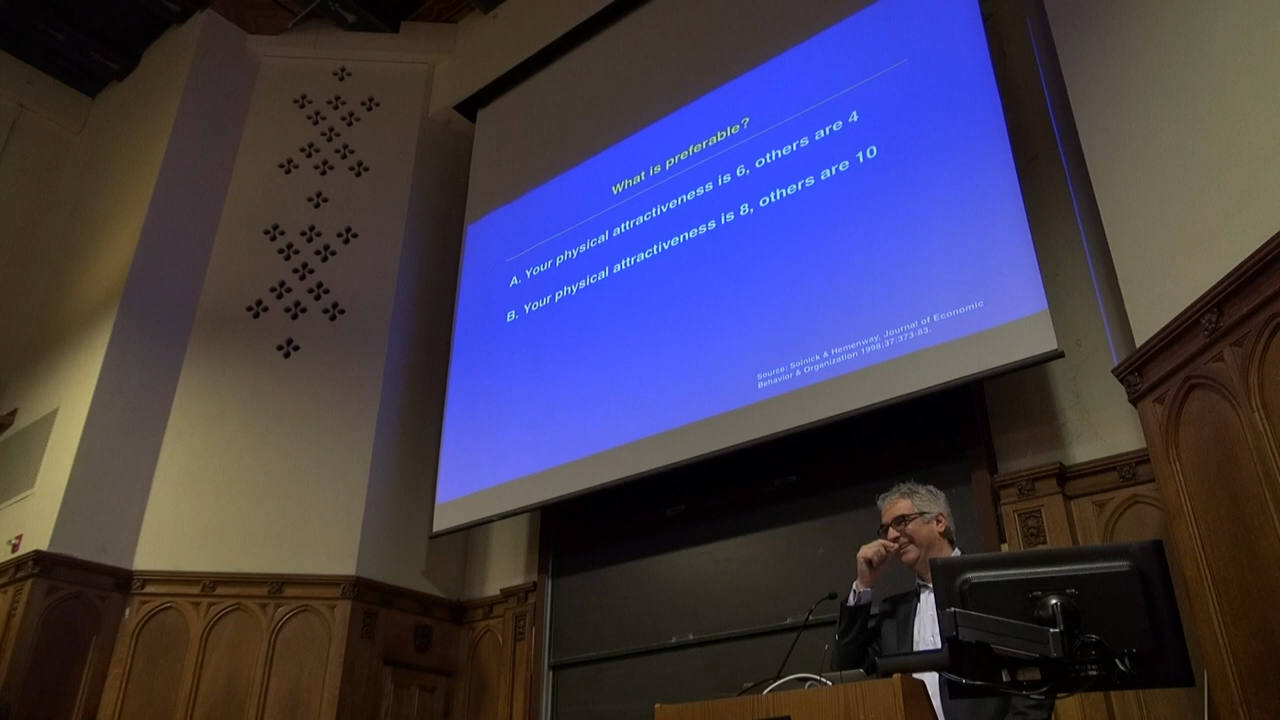 What is preferable?
A. Your physical attractiveness is 6, others are 4
B. Your physical attractiveness is 8, others are 10
Source: Solnick & Hemenway, Journal of Economic
Behavior & Organization 1998;37:373-83.